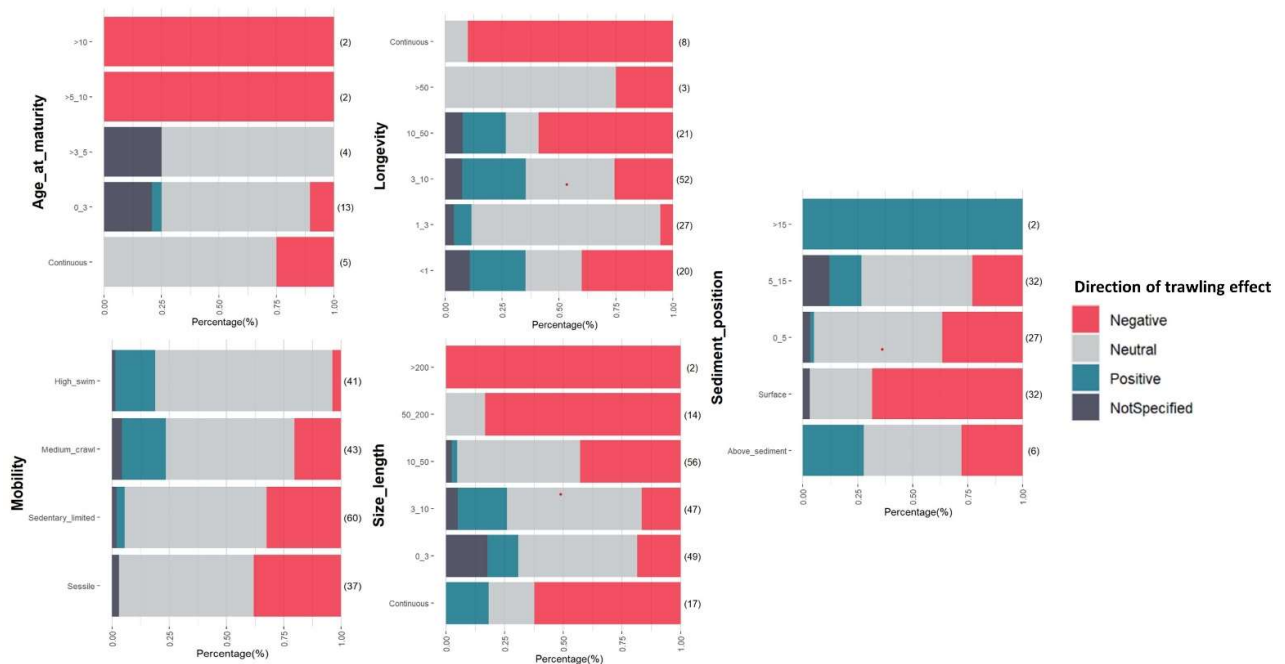 Age_at_maturity
>10
(2)
>5_10
(2)
>3_5
(4)
0_3
(13)
Continuous
(5)
0.00
0.25
0.50
0.75
1.00
Percentage(%)
Longevity
Continuous
(8)
>50
(3)
10_50
(21)
3_10
(52)
1_3
(27)
<1
(20)
0.00
0.25
0.50
0.75
1.00
Percentage(%)
Mobility
High_swim
(41)
Medium_crawl
(43)
Sedentary_limited
(60)
Sessile
(37)
0.00
0.25
0.50
0.75
1.00
Percentage(%)
Size_length
>200
(2)
50_200
(14)
10_50
(56)
3_10
(47)
0_3
(49)
Continuous
(17)
0.00
0.25
0.50
0.75
1.00
Percentage(%)
Sediment_position
>15
(2)
5_15
(32)
0_5
(27)
Surface
(32)
Above_sediment
(6)
0.00
0.25
0.50
0.75
1.00
Percentage(%)
Direction of trawling effect
Negative
Neutral
Positive
NotSpecified